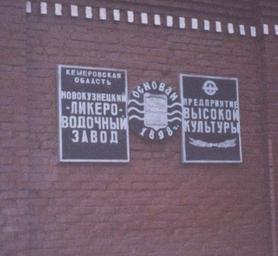 КЕМЕРОВСКАЯ
ОБЛАСТЬ
НОВОКУЗНЕЦКИЙ
-ЛИКЕРО-
ВОДОЧНЫЙ
ЗАВОД
ОСНОВАН
1898 г.
ПРЕДПРИЯТИЕ
ВЫСОКОЙ
КУЛЬТУРЫ